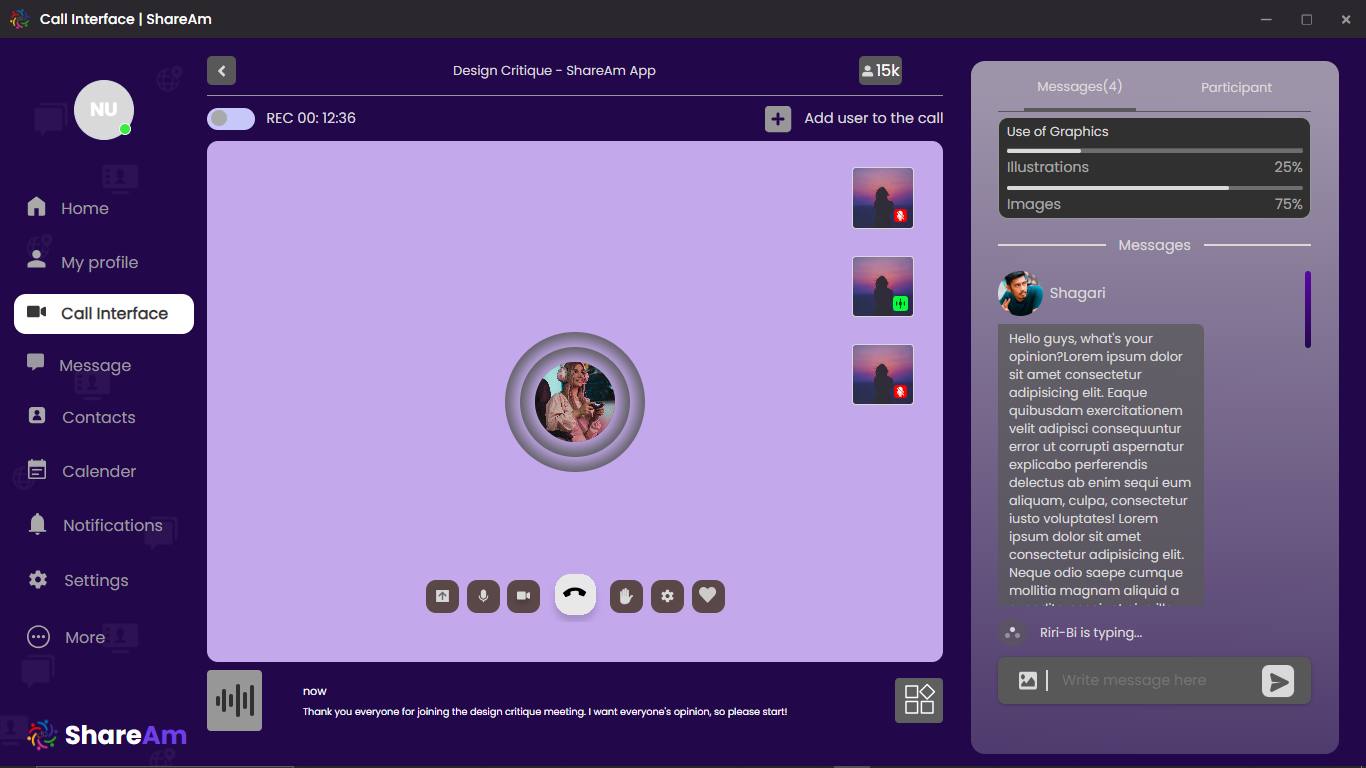 Call Interface | ShareAm
NU
Home
My profile
Call Interface
Message
Contacts
Calender
Notifications
Settings
More
ShareAm
Design Critique - ShareAm App
15k
REC 00: 12:36
Add user to the call
now
Thank you everyone for joining the design critique meeting. I want everyone's opinion, so please start!
Messages(4)
Participant
Use of Graphics
Illustrations 25%
Images 75%
Messages
Shagari
Hello guys, what's your
opinion?Lorem ipsum dolor
sit amet consectetur
adipisicing elit. Eaque
quibusdam exercitationem
velit adipisci consequuntur
error ut corrupti aspernatur
explicabo perferendis
delectus ab enim sequi eum
aliquam, culpa, consectetur
iusto voluptates! Lorem
ipsum dolor sit amet
consectetur adipisicing elit.
Neque odio saepe cumque
mollitia magnam aliquid a
Riri-Bi is typing...
Write message here